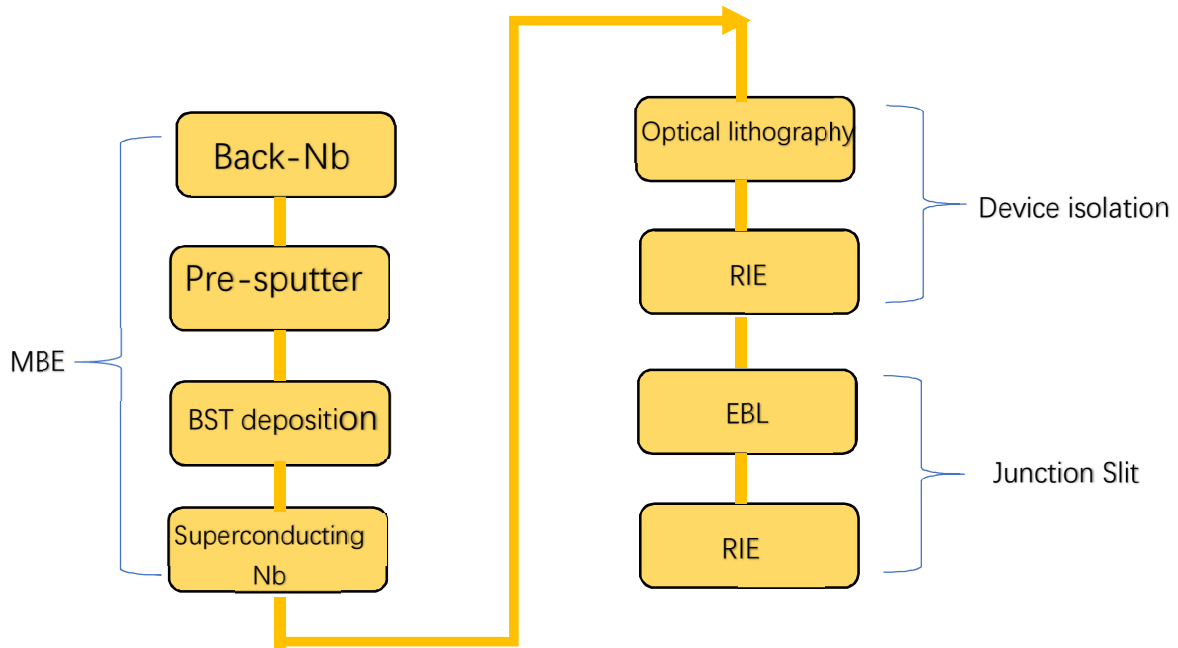 MBE
Back-Nb
Pre-sputter
BST deposition
Superconducting
Nb
Optical lithography
RIE
Device isolation
EBL
RIE
Junction Slit